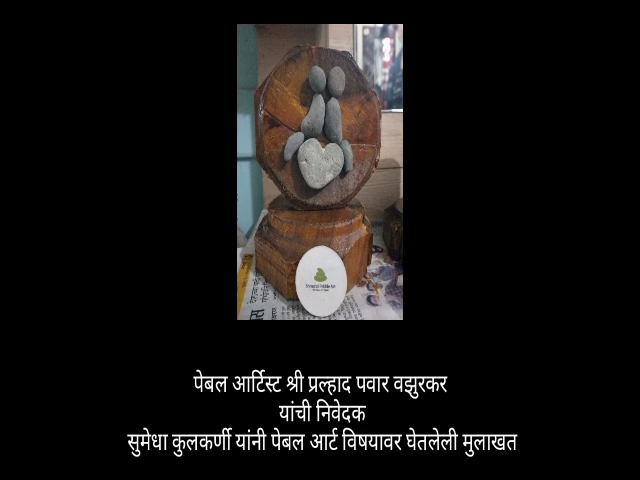 पेबल आर्टिस्ट श्री प्रल्हाद पवार वझुरकर
यांची निवेदक
सुमेधा कुलकर्णी यांनी पेबल आर्ट विषयावर घेतलेली मुलाखत